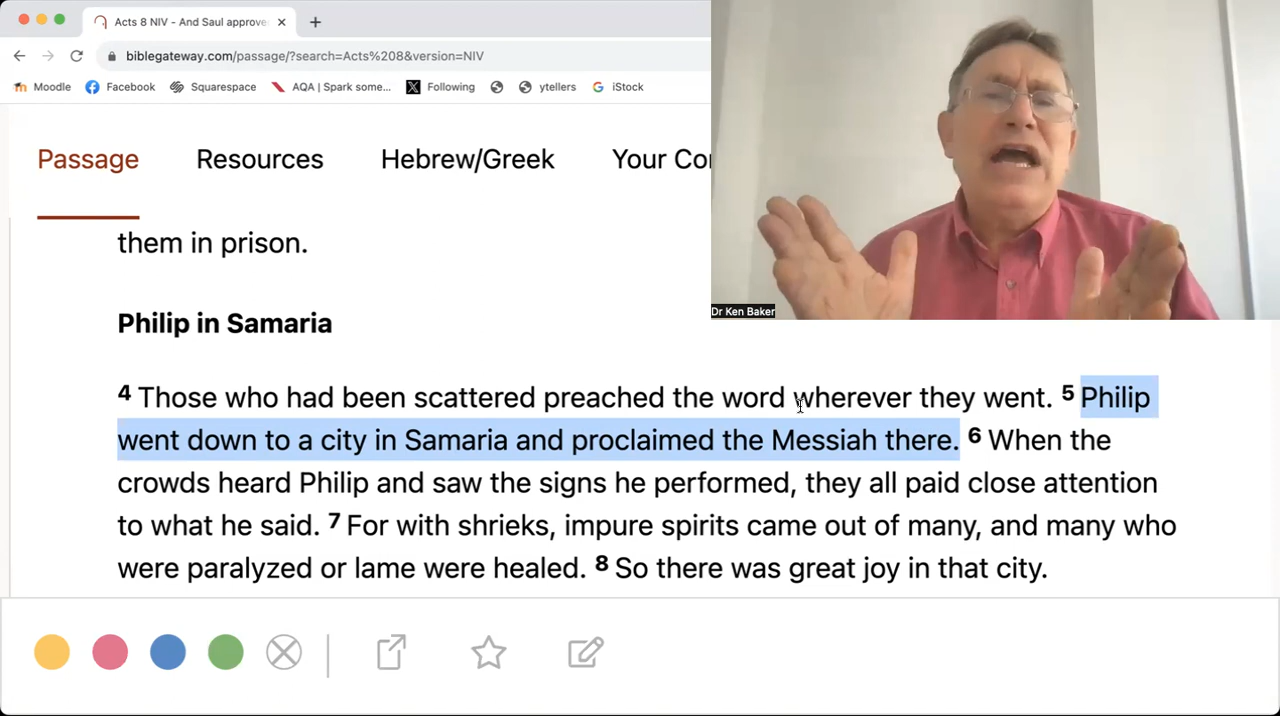 Acts 8 NIV - And Saul approve
biblegateway.com/passage/?search=Acts%208&version=NIV
Moodle Facebook Squarespace AQA | Spark some... Following ytellers iStock
Passage Resources Hebrew/Greek Your Co
them in prison.
Dr Ken Baker
Philip in Samaria
4 Those who had been scattered preached the word wherever they went. 5 Philip
went down to a city in Samaria and proclaimed the Messiah there. 6 When the
crowds heard Philip and saw the signs he performed, they all paid close attention
to what he said. 7 For with shrieks, impure spirits came out of many, and many who
were paralyzed or lame were healed. 8 So there was great joy in that city.